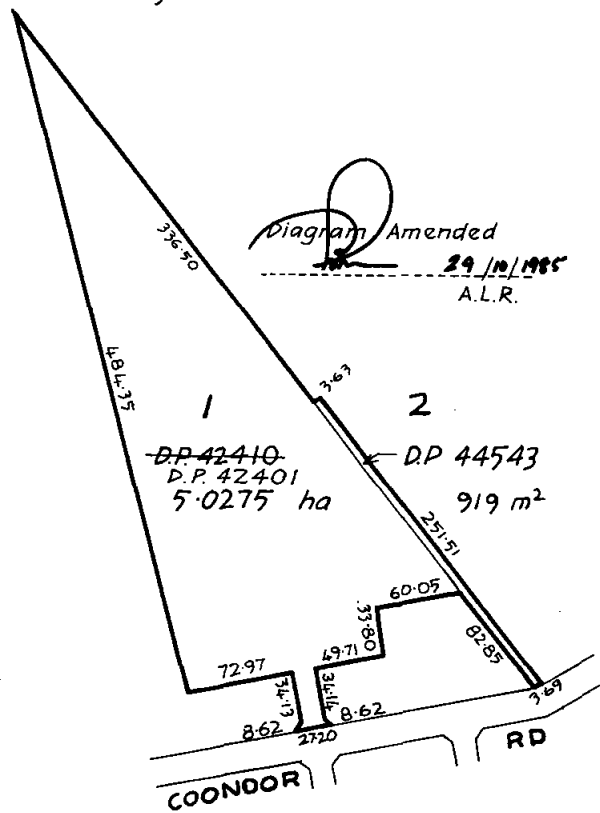 336·50
Diagram Amended
29/10/1985
A.L.R.
484·35
3·63
1
2
D.P. 42410
D.P. 42401
5·0275 ha
D.P 44543
919 m²
251·51
60·05
33·80
82·85
49·71
72·97
34·13
34·14
3·69
8·62
8·62
27·20
RD
COONDOR